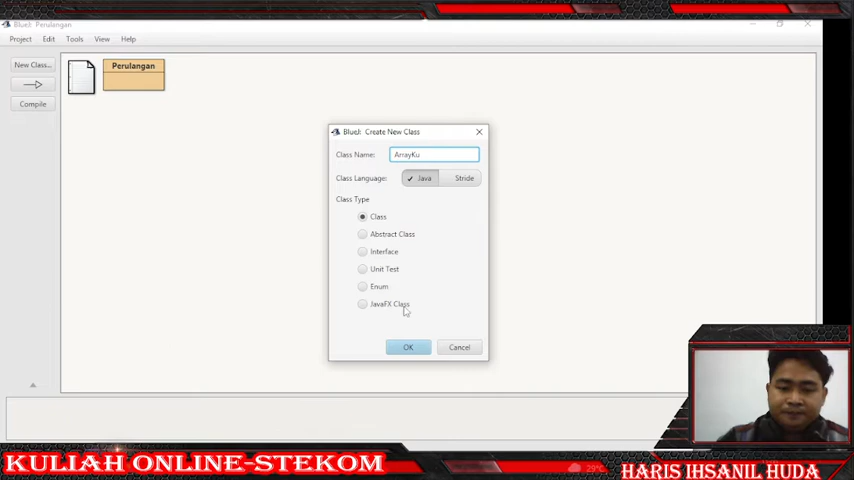 BlueJ: Perulangan
Project Edit Tools View Help
New Class...
Compile
Perulangan
BlueJ: Create New Class
Class Name: ArrayKu
Class Language: Java Stride
Class Type
Class
Abstract Class
Interface
Unit Test
Enum
JavaFX Class
OK Cancel
KULIAH ONLINE-STEKOM
29°
HARIS IHSANIL HUDA